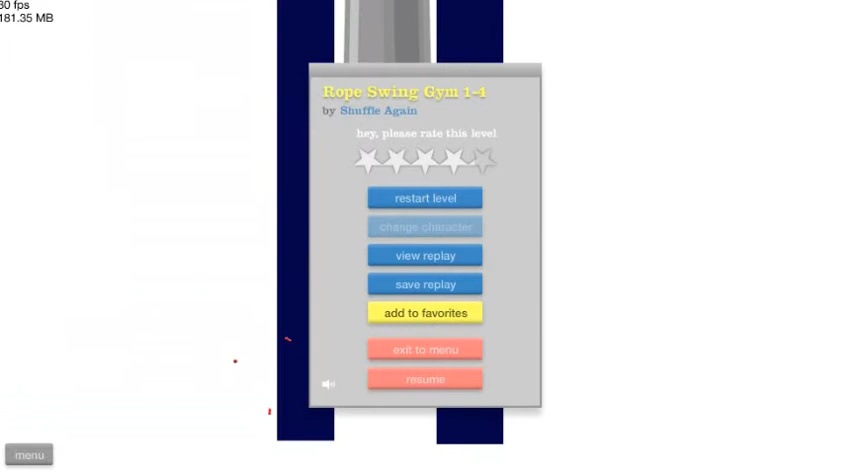 30 fps
181.35 MB
Rope Swing Gym 1-4
by Shuffle Again
hey, please rate this level
restart level
change character
view replay
save replay
add to favorites
exit to menu
resume
menu